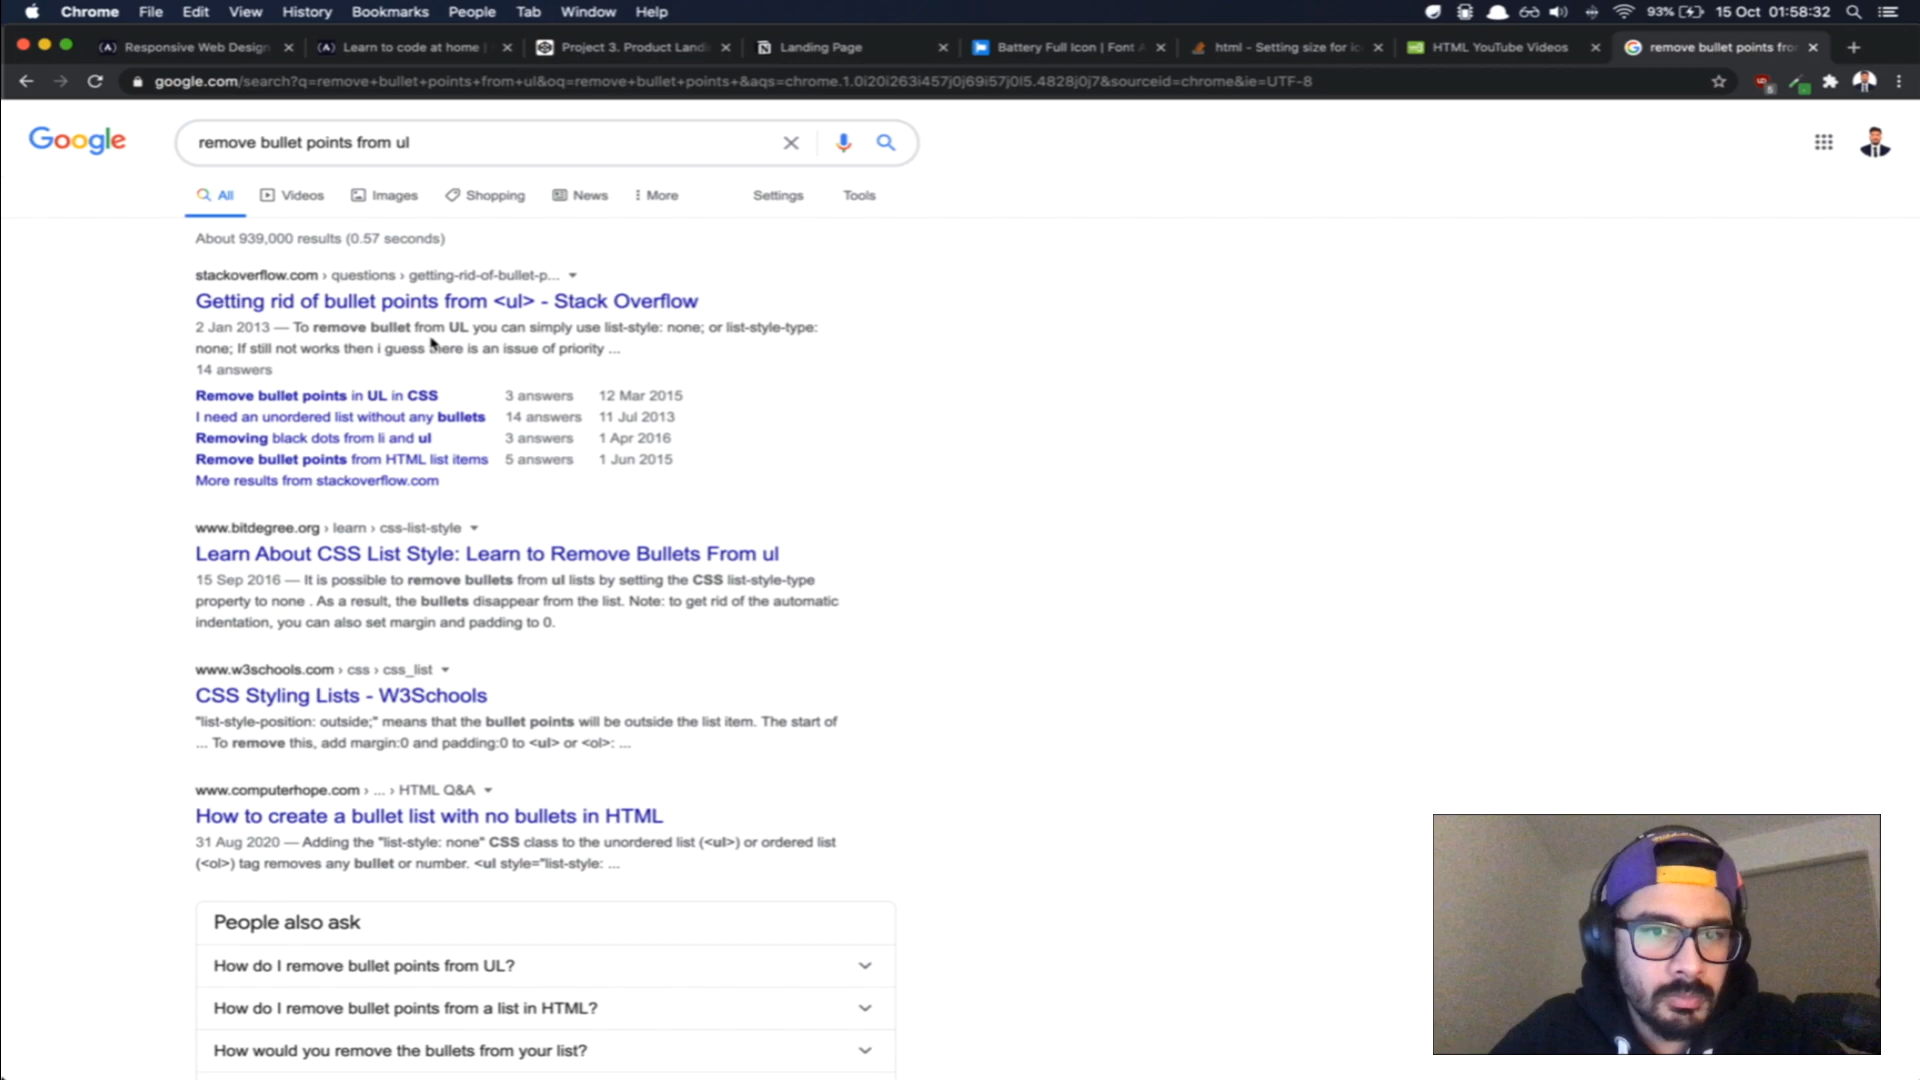 Chrome File Edit View History Bookmarks People Tab Window Help 93% 15 Oct 01:58:32
Responsive Web Design Learn to code at home | Project 3. Product Land Landing Page Battery Full Icon | Font A html - Setting size for ic HTML YouTube Videos remove bullet points fro
google.com/search?q=remove+bullet+points+from+ul&oq=remove+bullet+points+&aqs=chrome.1.0i20i263i457j0j69i57j0l5.4828j0j7&sourceid=chrome&ie=UTF-8
Google remove bullet points from ul
All Videos Images Shopping News More Settings Tools
About 939,000 results (0.57 seconds)
stackoverflow.com › questions › getting-rid-of-bullet-p...
Getting rid of bullet points from <ul> - Stack Overflow
2 Jan 2013 — To remove bullet from UL you can simply use list-style: none; or list-style-type:
none; If still not works then i guess there is an issue of priority ...
14 answers
Remove bullet points in UL in CSS 3 answers 12 Mar 2015
I need an unordered list without any bullets 14 answers 11 Jul 2013
Removing black dots from li and ul 3 answers 1 Apr 2016
Remove bullet points from HTML list items 5 answers 1 Jun 2015
More results from stackoverflow.com
www.bitdegree.org › learn › css-list-style
Learn About CSS List Style: Learn to Remove Bullets From ul
15 Sep 2016 — It is possible to remove bullets from ul lists by setting the CSS list-style-type
property to none . As a result, the bullets disappear from the list. Note: to get rid of the automatic
indentation, you can also set margin and padding to 0.
www.w3schools.com › css › css_list
CSS Styling Lists - W3Schools
"list-style-position: outside;" means that the bullet points will be outside the list item. The start of
... To remove this, add margin:0 and padding:0 to <ul> or <ol>: ...
www.computerhope.com › ... › HTML Q&A
How to create a bullet list with no bullets in HTML
31 Aug 2020 — Adding the "list-style: none" CSS class to the unordered list (<ul>) or ordered list
(<ol>) tag removes any bullet or number. <ul style="list-style: ...
People also ask
How do I remove bullet points from UL?
How do I remove bullet points from a list in HTML?
How would you remove the bullets from your list?